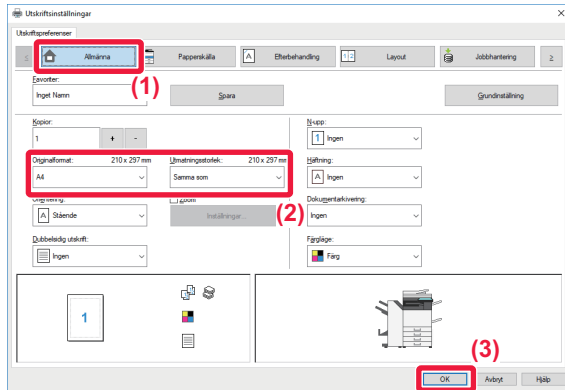 Utskriftsinställningar
Utskriftspreferenser
Allmänna Papperskälla Efterbehandling Layout Jobbhantering
(1)
Favoriter:
Inget Namn Spara Grundinställning
Kopior: N-upp:
1 + - 1 Ingen
Originalformat: 210 x 297 mm Utmatningsstorlek: 210 x 297 mm Häftning:
A4 Samma som Ingen
Orientering: Zoom Dokumentarkivering:
A Stående Inställningar... (2) Ingen
Dubbelsidig utskrift: Färgläge:
Ingen Färg
1
(3)
OK Avbryt Hjälp